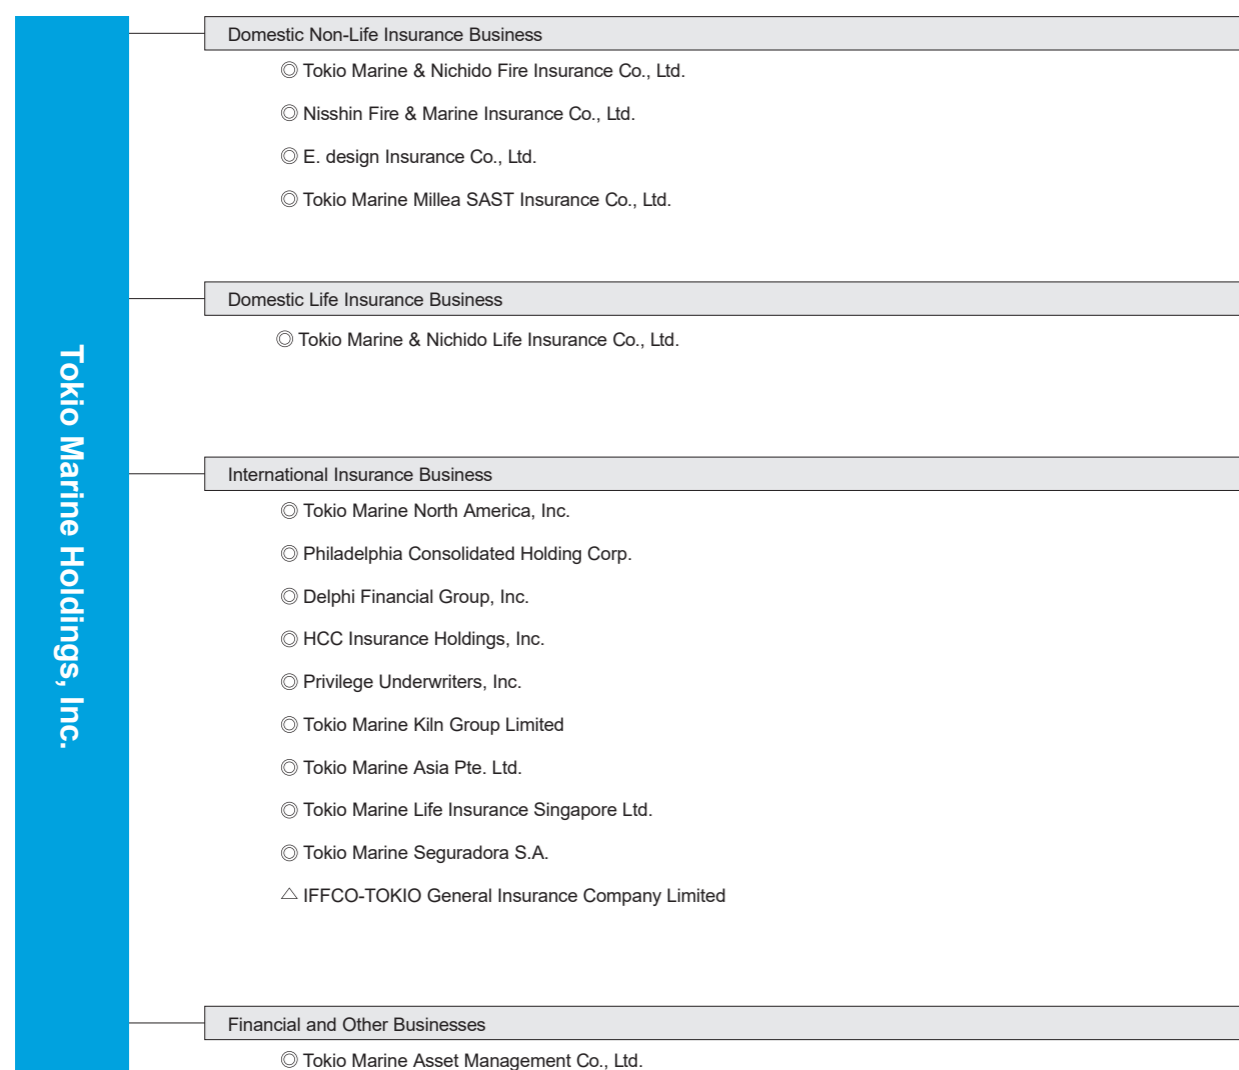 Tokio Marine Holdings, Inc.
Domestic Non-Life Insurance Business
◎ Tokio Marine & Nichido Fire Insurance Co., Ltd.
◎ Nisshin Fire & Marine Insurance Co., Ltd.
◎ E. design Insurance Co., Ltd.
◎ Tokio Marine Millea SAST Insurance Co., Ltd.
Domestic Life Insurance Business
◎ Tokio Marine & Nichido Life Insurance Co., Ltd.
International Insurance Business
◎ Tokio Marine North America, Inc.
◎ Philadelphia Consolidated Holding Corp.
◎ Delphi Financial Group, Inc.
◎ HCC Insurance Holdings, Inc.
◎ Privilege Underwriters, Inc.
◎ Tokio Marine Kiln Group Limited
◎ Tokio Marine Asia Pte. Ltd.
◎ Tokio Marine Life Insurance Singapore Ltd.
◎ Tokio Marine Seguradora S.A.
△ IFFCO-TOKIO General Insurance Company Limited
Financial and Other Businesses
◎ Tokio Marine Asset Management Co., Ltd.